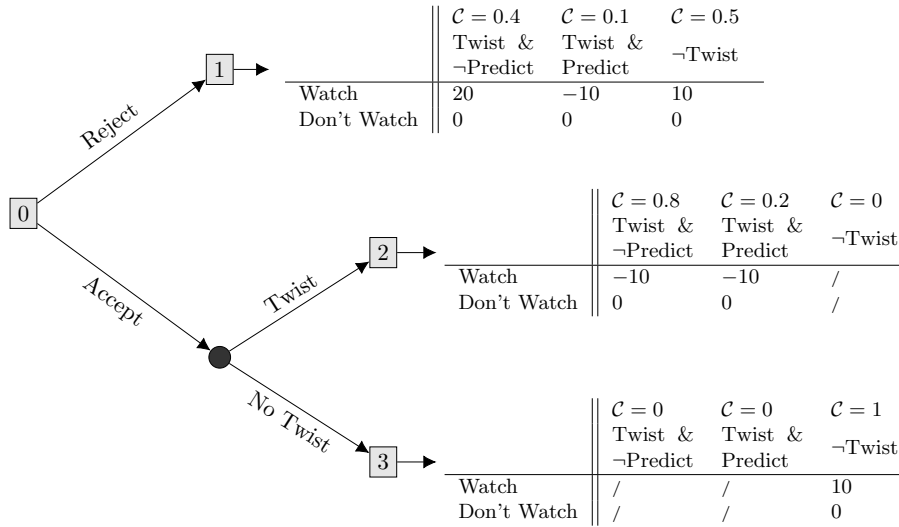 𝒞 = 0.4 𝒞 = 0.1 𝒞 = 0.5
Twist & Twist & ¬Twist
¬Predict Predict
Watch 20 −10 10
Don't Watch 0 0 0
1
Reject
0
Accept
𝒞 = 0.8 𝒞 = 0.2 𝒞 = 0
Twist & Twist & ¬Twist
¬Predict Predict
Watch −10 −10 /
Don't Watch 0 0 /
2
Twist
No Twist
3
𝒞 = 0 𝒞 = 0 𝒞 = 1
Twist & Twist & ¬Twist
¬Predict Predict
Watch / / 10
Don't Watch / / 0